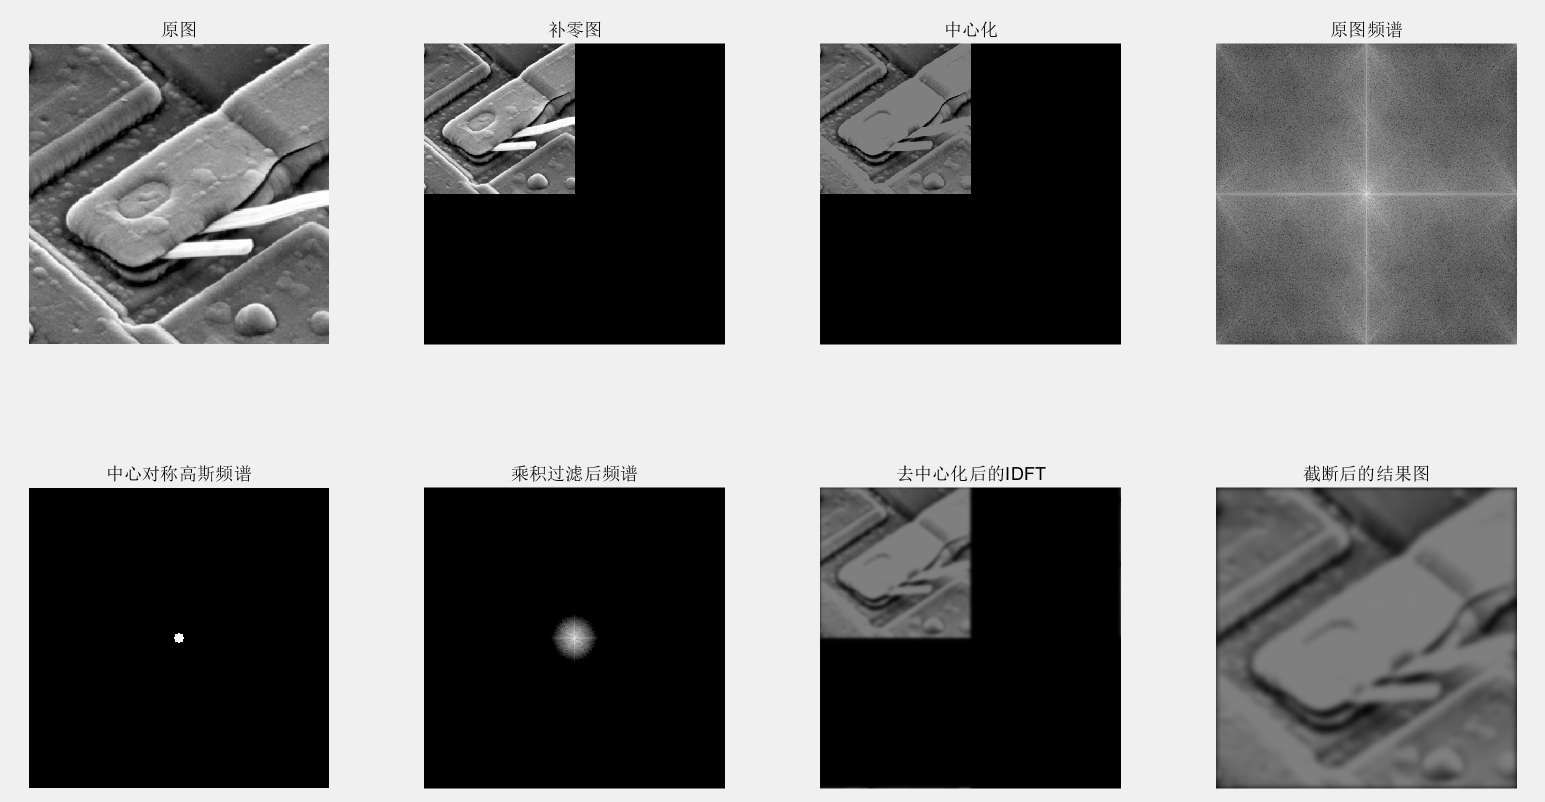 原图
补零图
中心化
原图频谱
中心对称高斯频谱
乘积过滤后频谱
去中心化后的IDFT
截断后的结果图